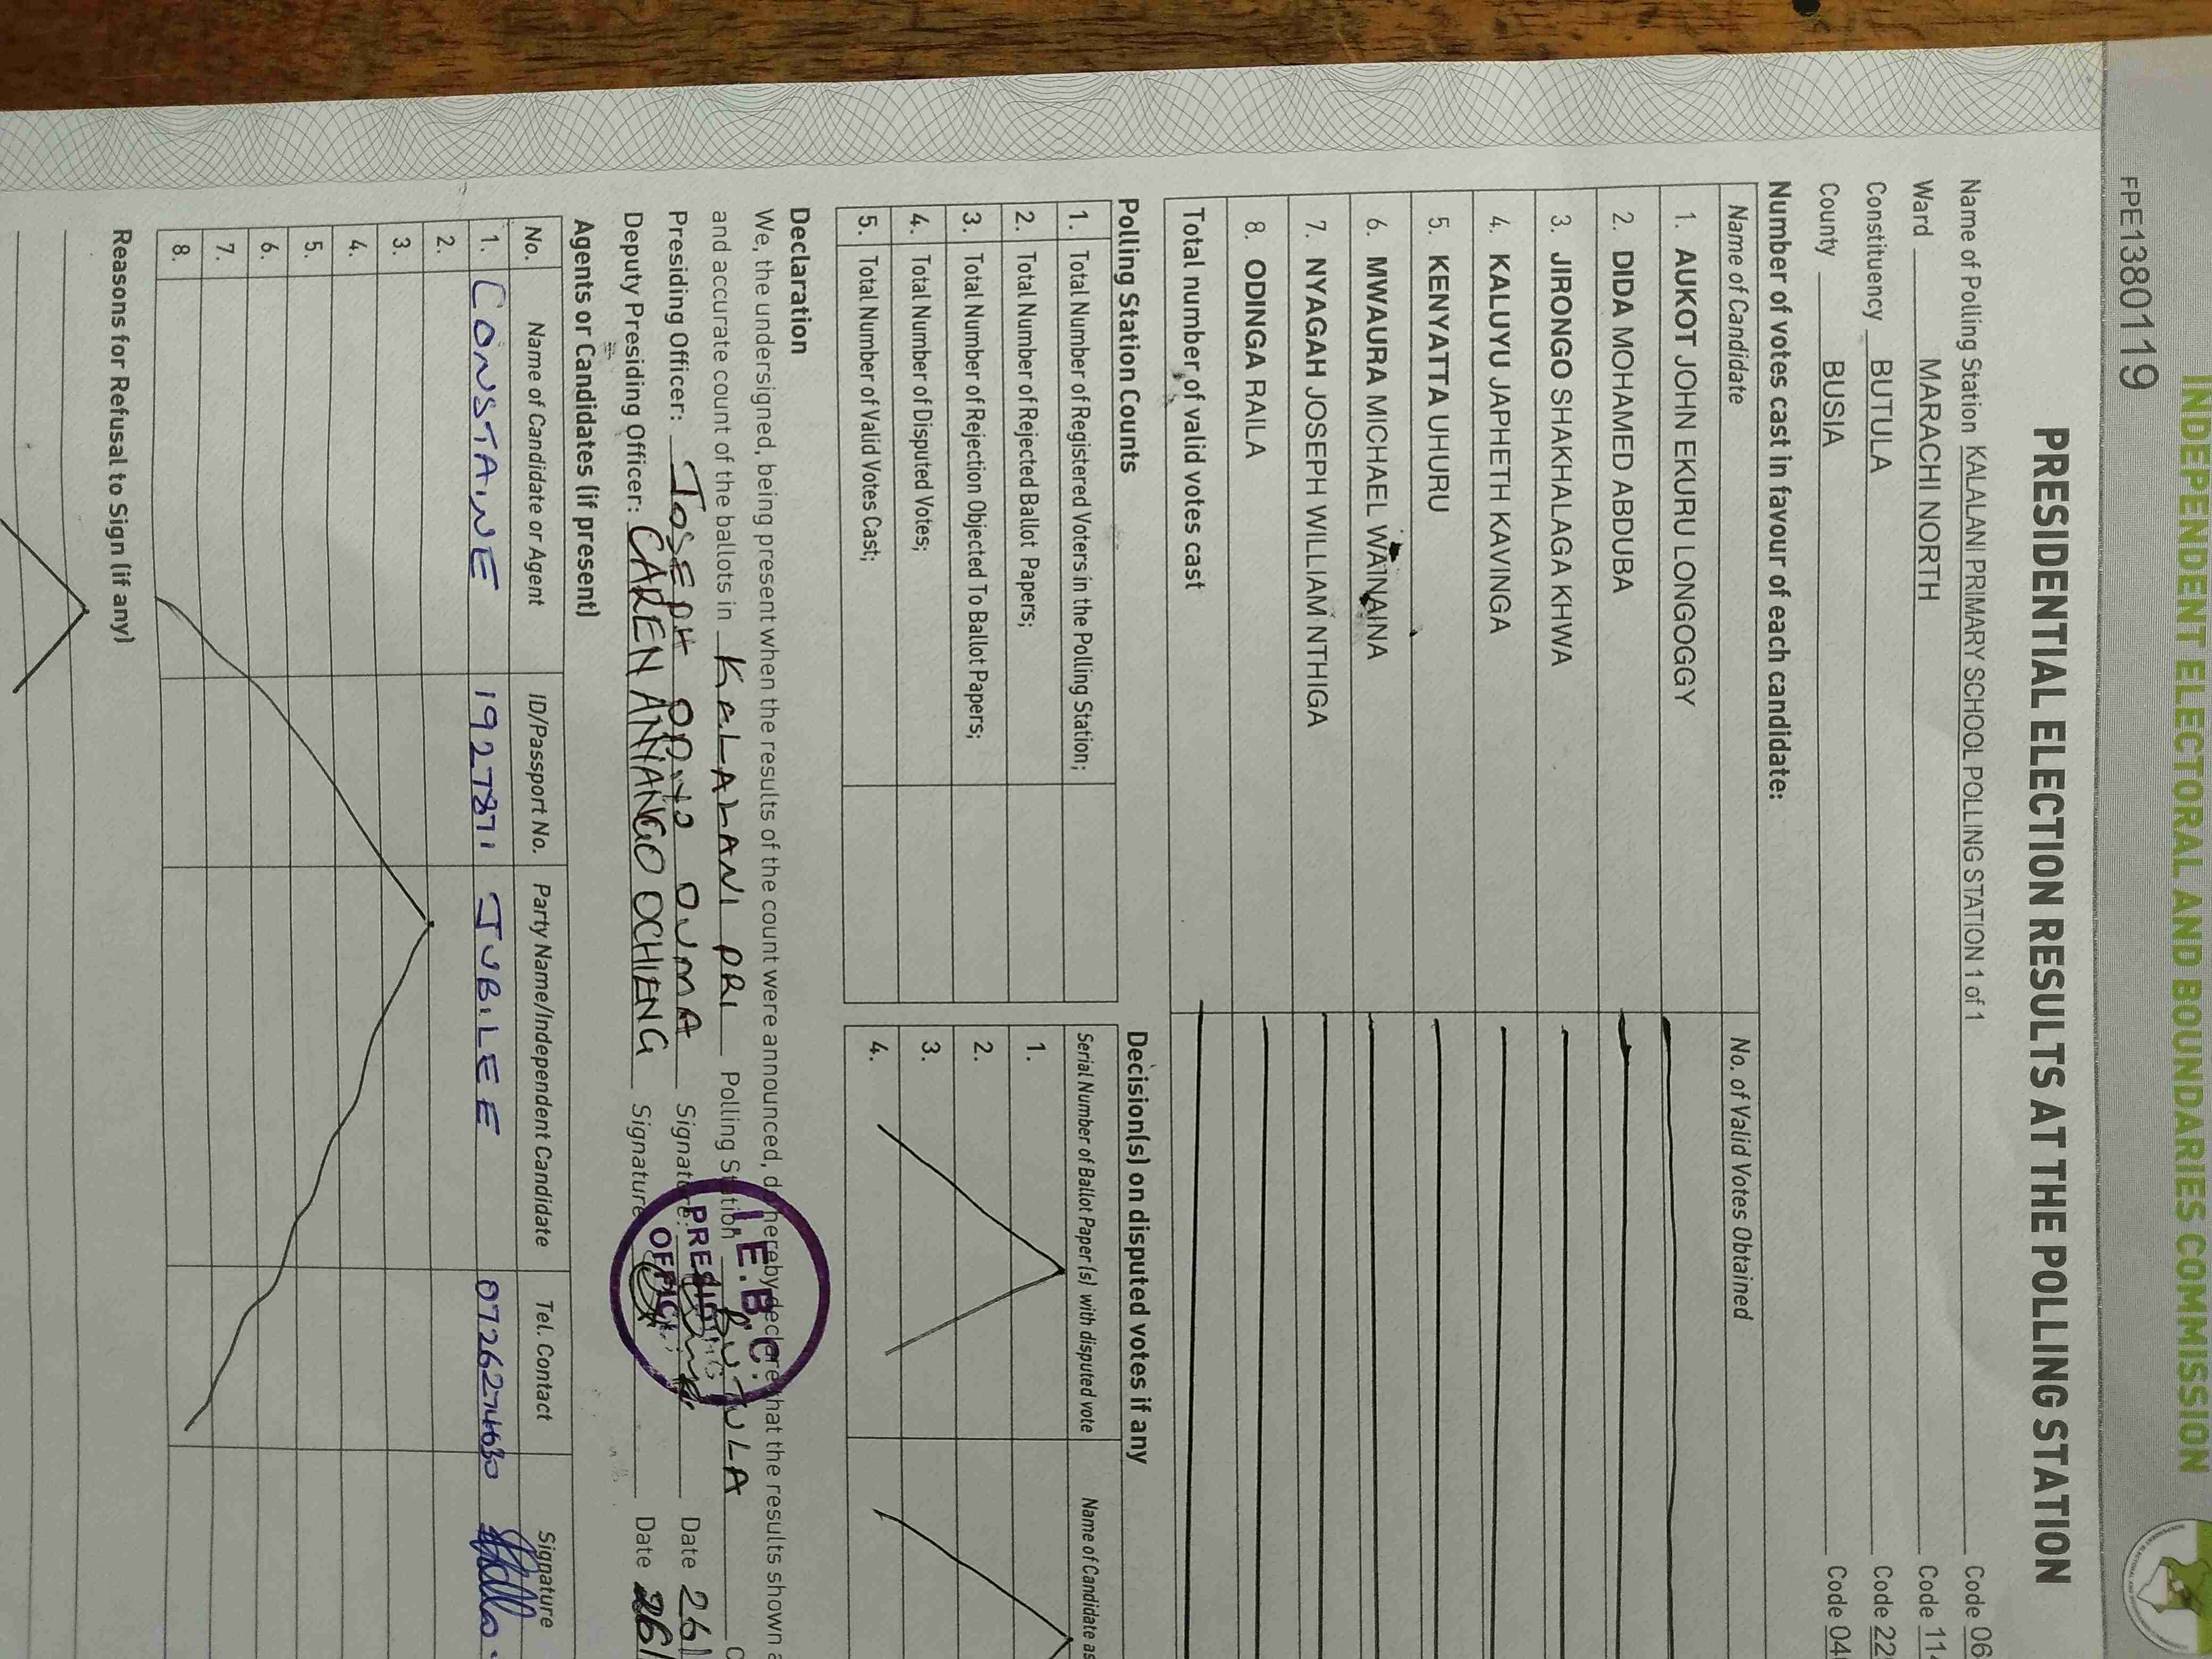 INDEPENDENT ELECTORAL AND BOUNDARIES COMMISSION
FPE1380119
PRESIDENTIAL ELECTION RESULTS AT THE POLLING STATION
Name of Polling Station KALALANI PRIMARY SCHOOL POLLING STATION 1 of 1 Code 06
Ward MARACHI NORTH Code 11
Constituency BUTULA Code 22
County BUSIA Code 04
Number of votes cast in favour of each candidate:
Name of Candidate No. of Valid Votes Obtained
1. AUKOT JOHN EKURU LONGOGGY
2. DIDA MOHAMED ABDUBA
3. JIRONGO SHAKHALAGA KHWA
4. KALUYU JAPHETH KAVINGA
5. KENYATTA UHURU
6. MWAURA MICHAEL WAINAINA
7. NYAGAH JOSEPH WILLIAM NTHIGA
8. ODINGA RAILA
Total number of valid votes cast
Polling Station Counts
1. Total Number of Registered Voters in the Polling Station;
2. Total Number of Rejected Ballot Papers;
3. Total Number of Rejection Objected To Ballot Papers;
4. Total Number of Disputed Votes;
5. Total Number of Valid Votes Cast;
Decision(s) on disputed votes if any
Serial Number of Ballot Paper(s) with disputed vote Name of Candidate as
1.
2.
3.
4.
Declaration
We, the undersigned, being present when the results of the count were announced, do hereby declare that the results shown a
and accurate count of the ballots in KALALANI PRI Polling Station BUTULA C
Presiding Officer: JOSEPH OPIYO OUMA Signature: Date 26/
Deputy Presiding Officer: CAREN ANYANGO OCHIENG Signature Date 26/
I.E.B.C.
PRESIDING
OFFICER
Agents or Candidates (if present)
No. Name of Candidate or Agent ID/Passport No. Party Name/Independent Candidate Tel. Contact Signature
1. CONSTAINE 19278711 JUBILEE 0726274630
2.
3.
4.
5.
6.
7.
8.
Reasons for Refusal to Sign (if any)